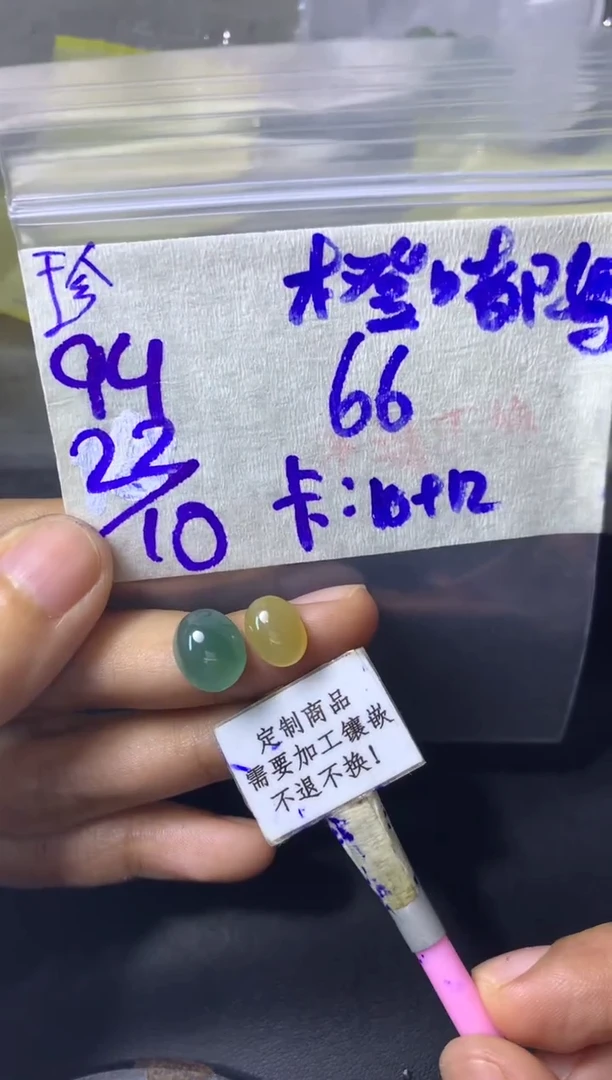 珍
94
22/10
橙嘟
66
卡:10+12
定制商品
需要加工镶嵌
不退不换!